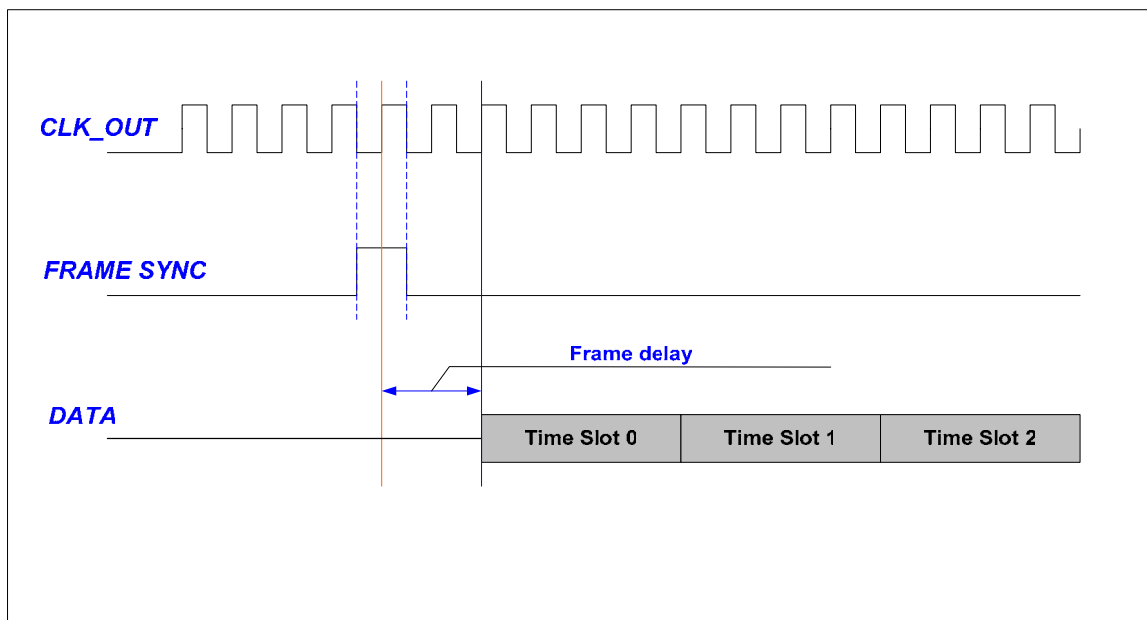 CLK_OUT
FRAME SYNC
Frame delay
DATA
Time Slot 0
Time Slot 1
Time Slot 2